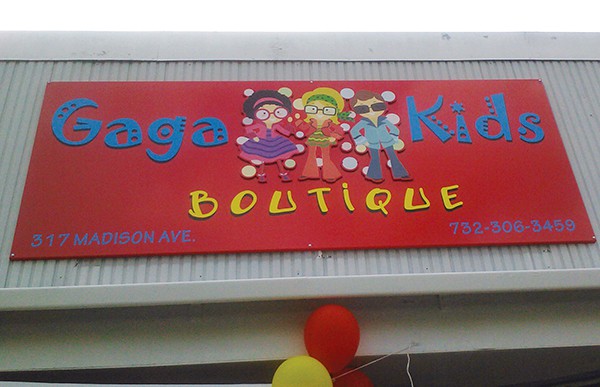 Gaga Kids
BOUTIQUE
317 MADISON AVE. 732-306-3459